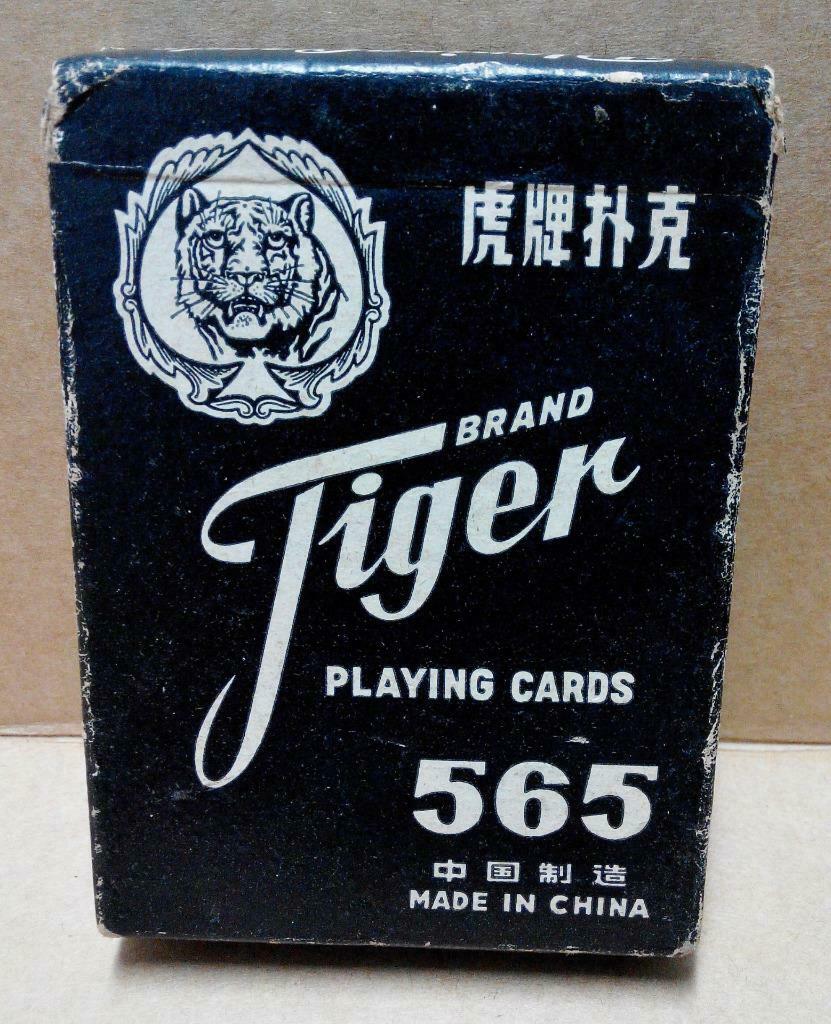 虎牌扑克
BRAND
Tiger
PLAYING CARDS
565
中国制造
MADE IN CHINA